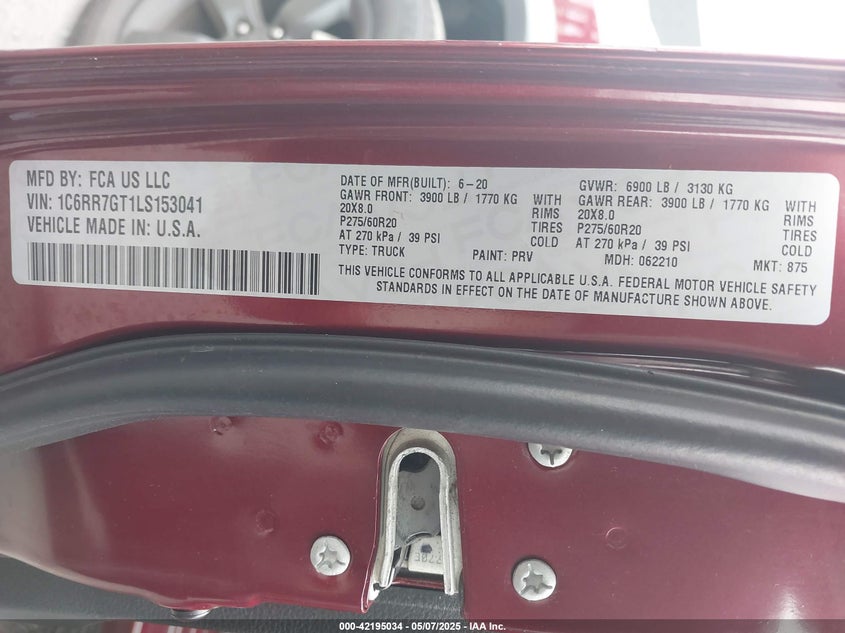 MFD BY: FCA US LLC
VIN: 1C6RR7GT1LS153041
VEHICLE MADE IN: U.S.A.
DATE OF MFR(BUILT): 6-20
GAWR FRONT: 3900 LB / 1770 KG WITH
20X8.0 RIMS
P275/60R20 TIRES
AT 270 kPa / 39 PSI COLD
TYPE: TRUCK PAINT: PRV
GVWR: 6900 LB / 3130 KG
GAWR REAR: 3900 LB / 1770 KG WITH
20X8.0 RIMS
P275/60R20 TIRES
AT 270 kPa / 39 PSI COLD
MDH: 062210 MKT: 875
THIS VEHICLE CONFORMS TO ALL APPLICABLE U.S.A. FEDERAL MOTOR VEHICLE SAFETY
STANDARDS IN EFFECT ON THE DATE OF MANUFACTURE SHOWN ABOVE.
000-42195034 — 05/07/2025 — Copyright © IAA, Inc. or its affiliates